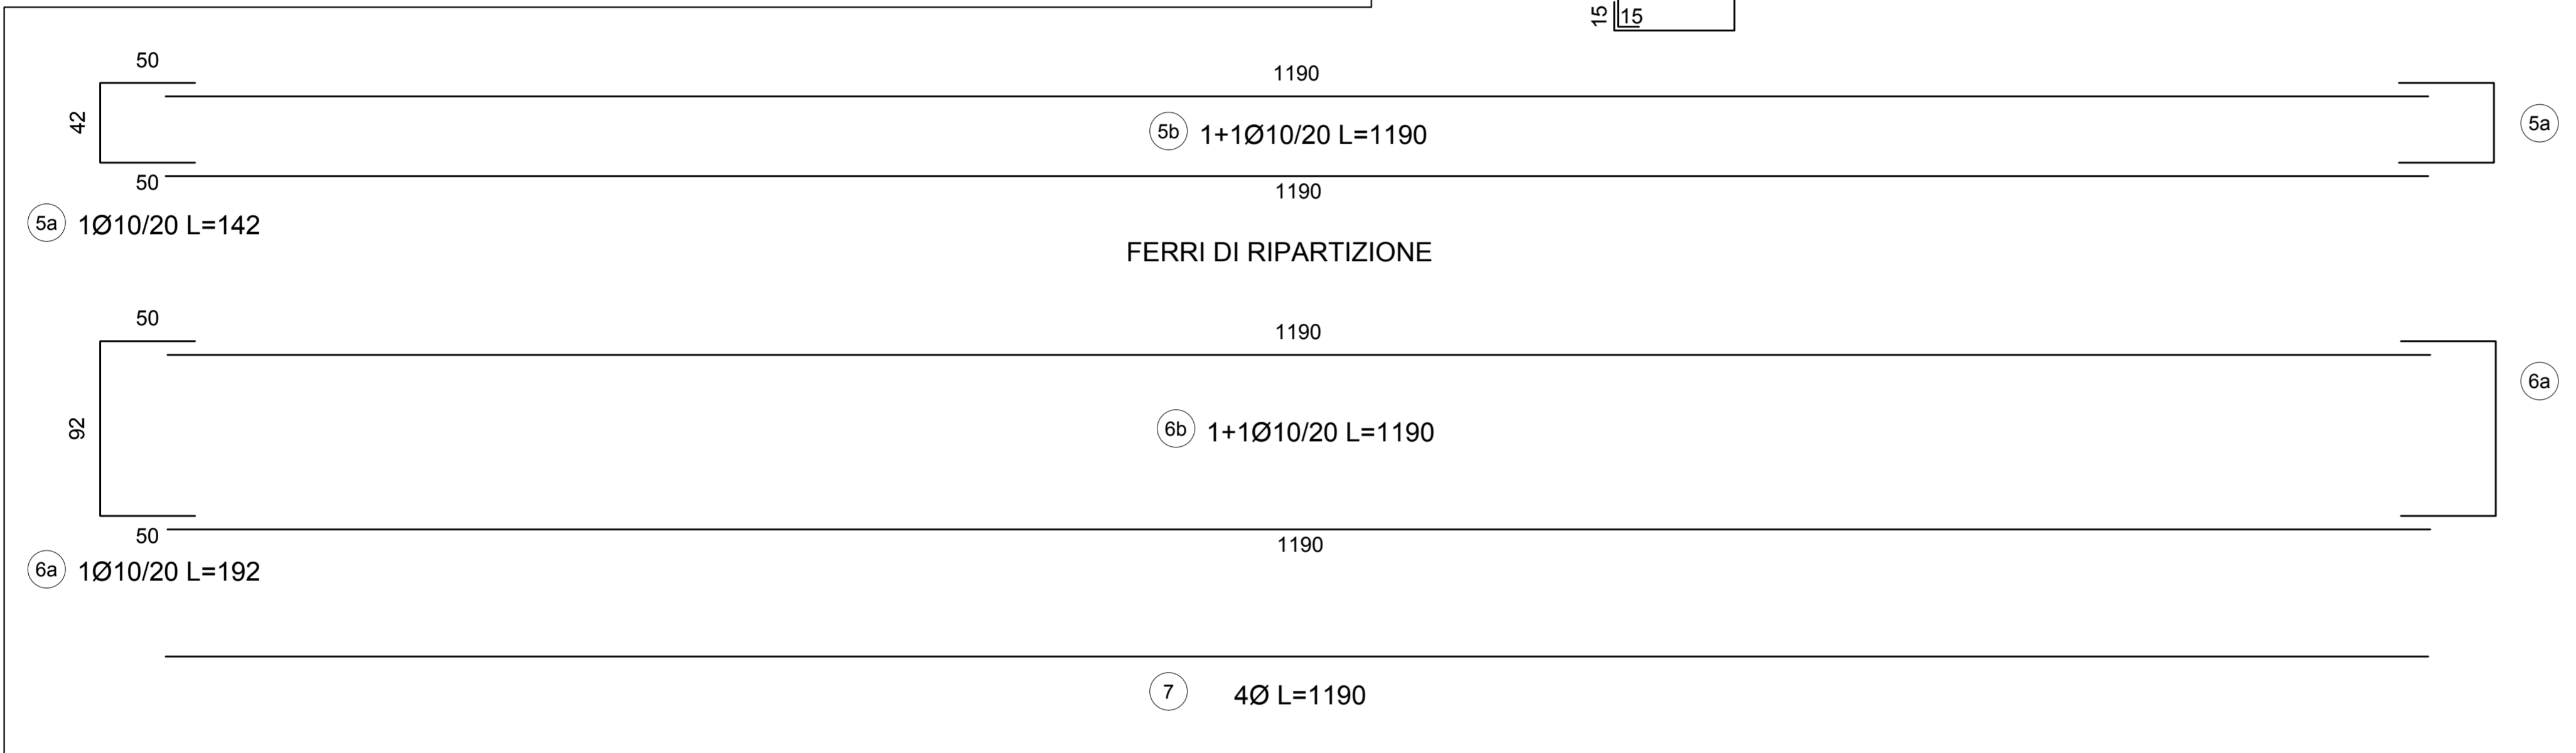 15
15
50
1190
42
5b 1+1Ø10/20 L=1190
5a
50
1190
5a 1Ø10/20 L=142
FERRI DI RIPARTIZIONE
50
1190
6a
92
6b 1+1Ø10/20 L=1190
50
1190
6a 1Ø10/20 L=192
7 4Ø L=1190